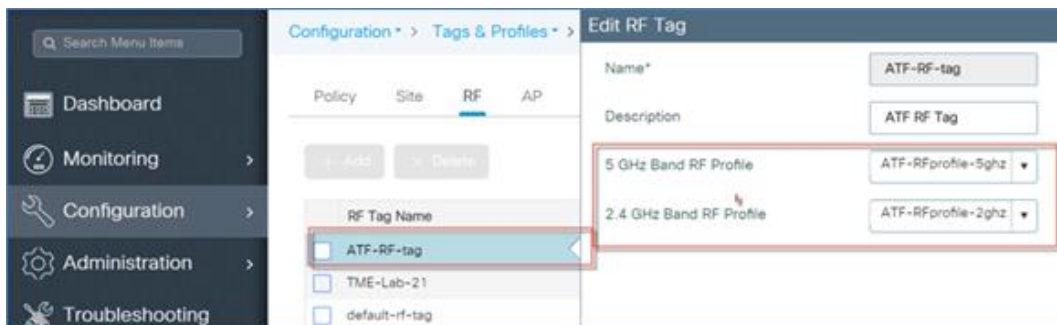 Search Menu Items
Dashboard
Monitoring
Configuration
Administration
Troubleshooting
Configuration > Tags & Profiles >
Policy Site RF AP
+ Add × Delete
RF Tag Name
ATF-RF-tag
TME-Lab-21
default-rf-tag
Edit RF Tag
Name* ATF-RF-tag
Description ATF RF Tag
5 GHz Band RF Profile ATF-RFprofile-5ghz
2.4 GHz Band RF Profile ATF-RFprofile-2ghz